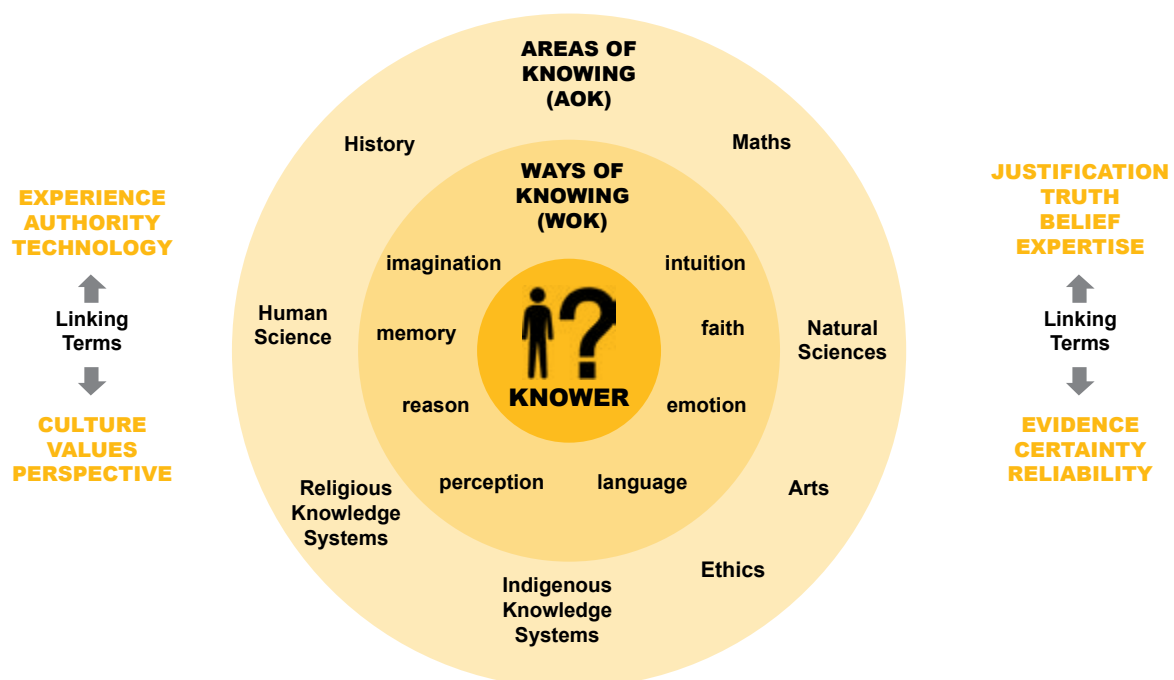 AREAS OF
KNOWING
(AOK)
History
Maths
WAYS OF
KNOWING
(WOK)
EXPERIENCE
AUTHORITY
TECHNOLOGY
Linking
Terms
CULTURE
VALUES
PERSPECTIVE
JUSTIFICATION
TRUTH
BELIEF
EXPERTISE
Linking
Terms
EVIDENCE
CERTAINTY
RELIABILITY
imagination
intuition
Human
Science
memory
faith
Natural
Sciences
?
KNOWER
reason
emotion
perception
language
Religious
Knowledge
Systems
Arts
Ethics
Indigenous
Knowledge
Systems